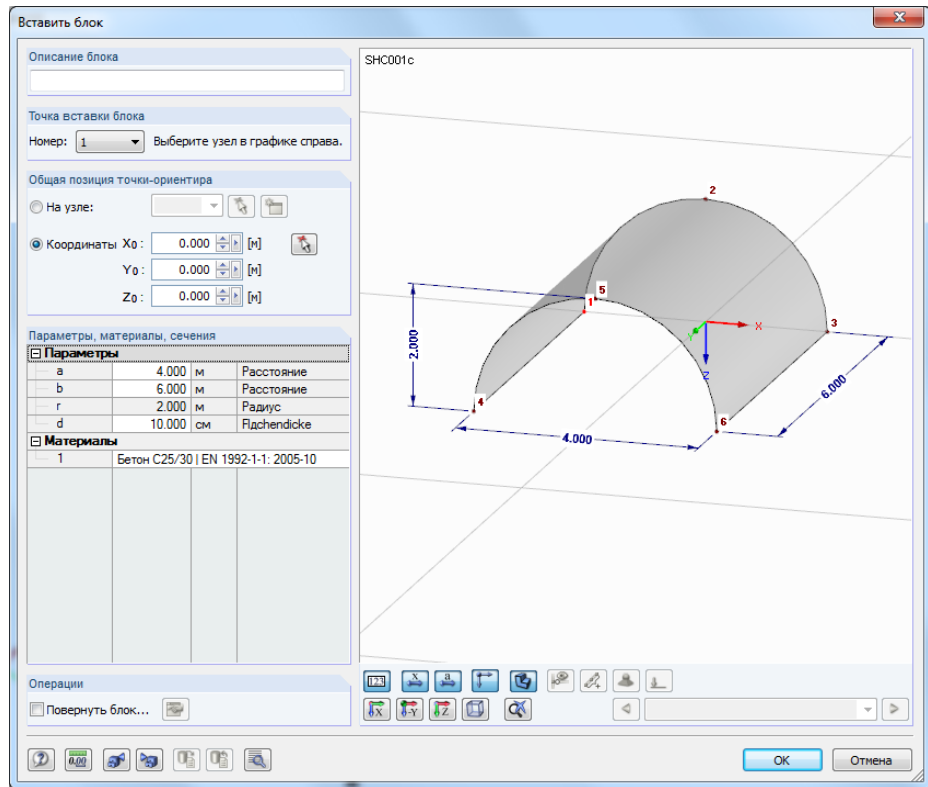 Вставить блок
Описание блока
Точка вставки блока
Номер: 1 Выберите узел в графике справа.
Общая позиция точки-ориентира
На узле:
Координаты X0 : 0.000 [м]
Y0 : 0.000 [м]
Z0 : 0.000 [м]
Параметры, материалы, сечения
Параметры
a 4.000 м Расстояние
b 6.000 м Расстояние
r 2.000 м Радиус
d 10.000 см Flдchendicke
Материалы
1 Бетон C25/30 | EN 1992-1-1: 2005-10
Операции
Повернуть блок...
0.00
SHC001c
2
5
1
X
3
Y
2.000
Z
6.000
4
6
4.000
123
X
a
X
-Y
Z
OK
Отмена